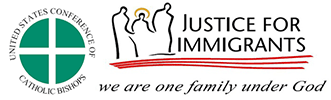 UNITED STATES CONFERENCE OF
CATHOLIC BISHOPS
JUSTICE FOR
IMMIGRANTS
we are one family under God